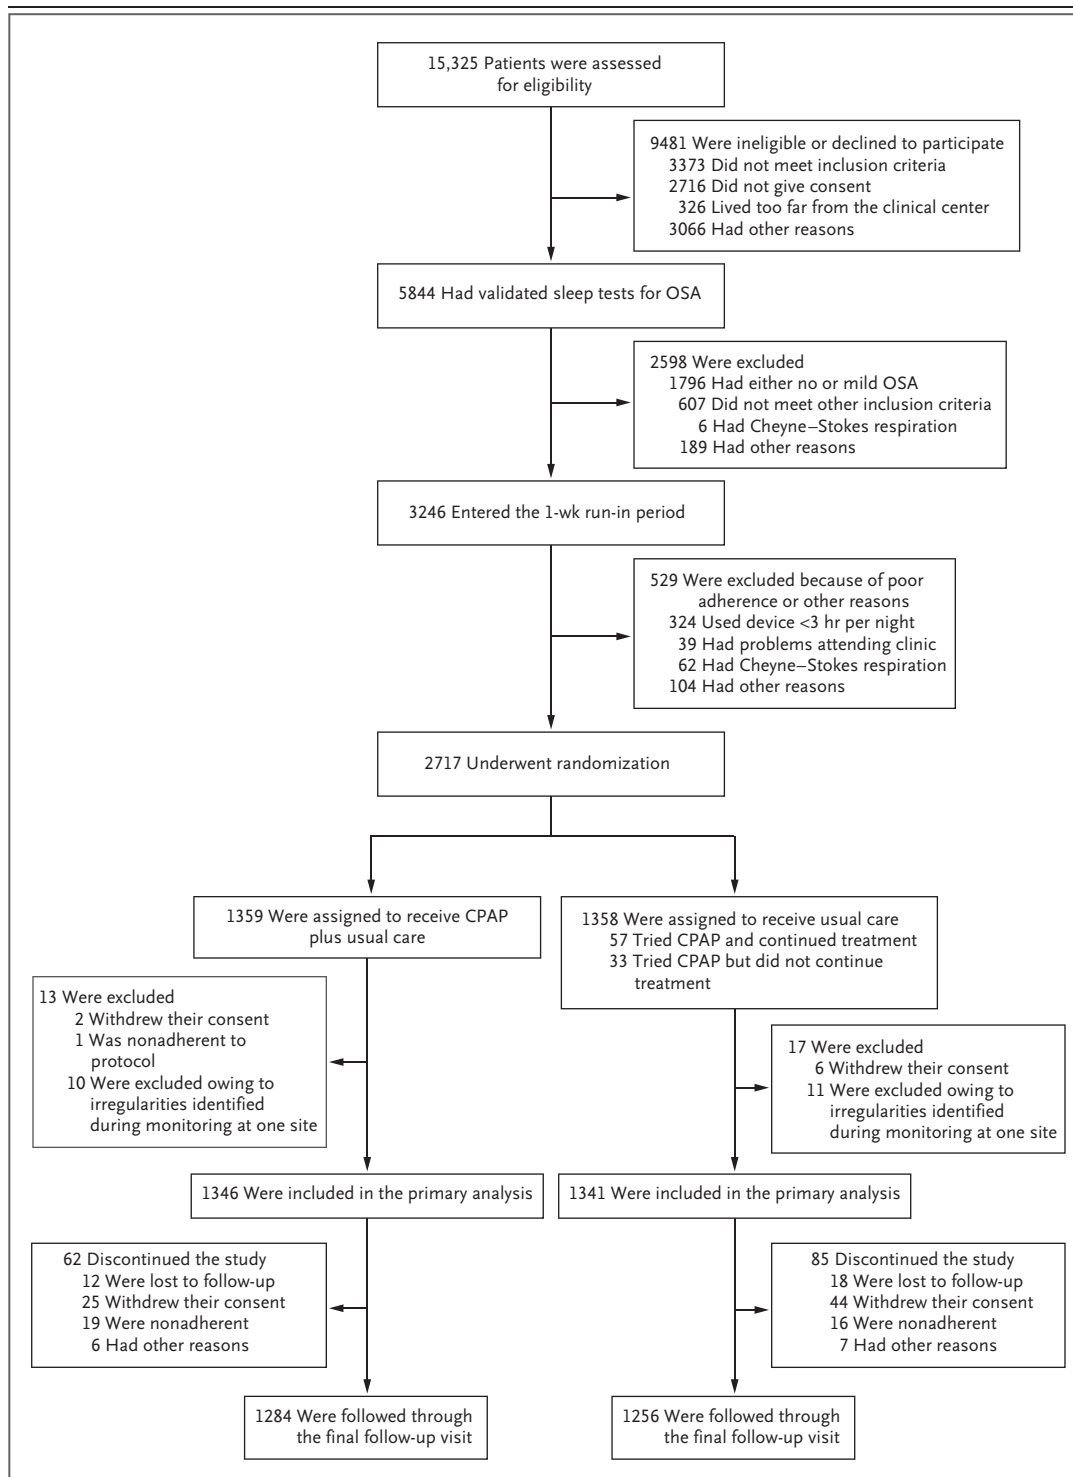 15,325 Patients were assessed
for eligibility
9481 Were ineligible or declined to participate
3373 Did not meet inclusion criteria
2716 Did not give consent
326 Lived too far from the clinical center
3066 Had other reasons
5844 Had validated sleep tests for OSA
2598 Were excluded
1796 Had either no or mild OSA
607 Did not meet other inclusion criteria
6 Had Cheyne–Stokes respiration
189 Had other reasons
3246 Entered the 1-wk run-in period
529 Were excluded because of poor
adherence or other reasons
324 Used device <3 hr per night
39 Had problems attending clinic
62 Had Cheyne–Stokes respiration
104 Had other reasons
2717 Underwent randomization
1359 Were assigned to receive CPAP
plus usual care
1358 Were assigned to receive usual care
57 Tried CPAP and continued treatment
33 Tried CPAP but did not continue
treatment
13 Were excluded
2 Withdrew their consent
1 Was nonadherent to
protocol
10 Were excluded owing to
irregularities identified
during monitoring at one site
17 Were excluded
6 Withdrew their consent
11 Were excluded owing to
irregularities identified
during monitoring at one site
1346 Were included in the primary analysis
1341 Were included in the primary analysis
62 Discontinued the study
12 Were lost to follow-up
25 Withdrew their consent
19 Were nonadherent
6 Had other reasons
85 Discontinued the study
18 Were lost to follow-up
44 Withdrew their consent
16 Were nonadherent
7 Had other reasons
1284 Were followed through
the final follow-up visit
1256 Were followed through
the final follow-up visit